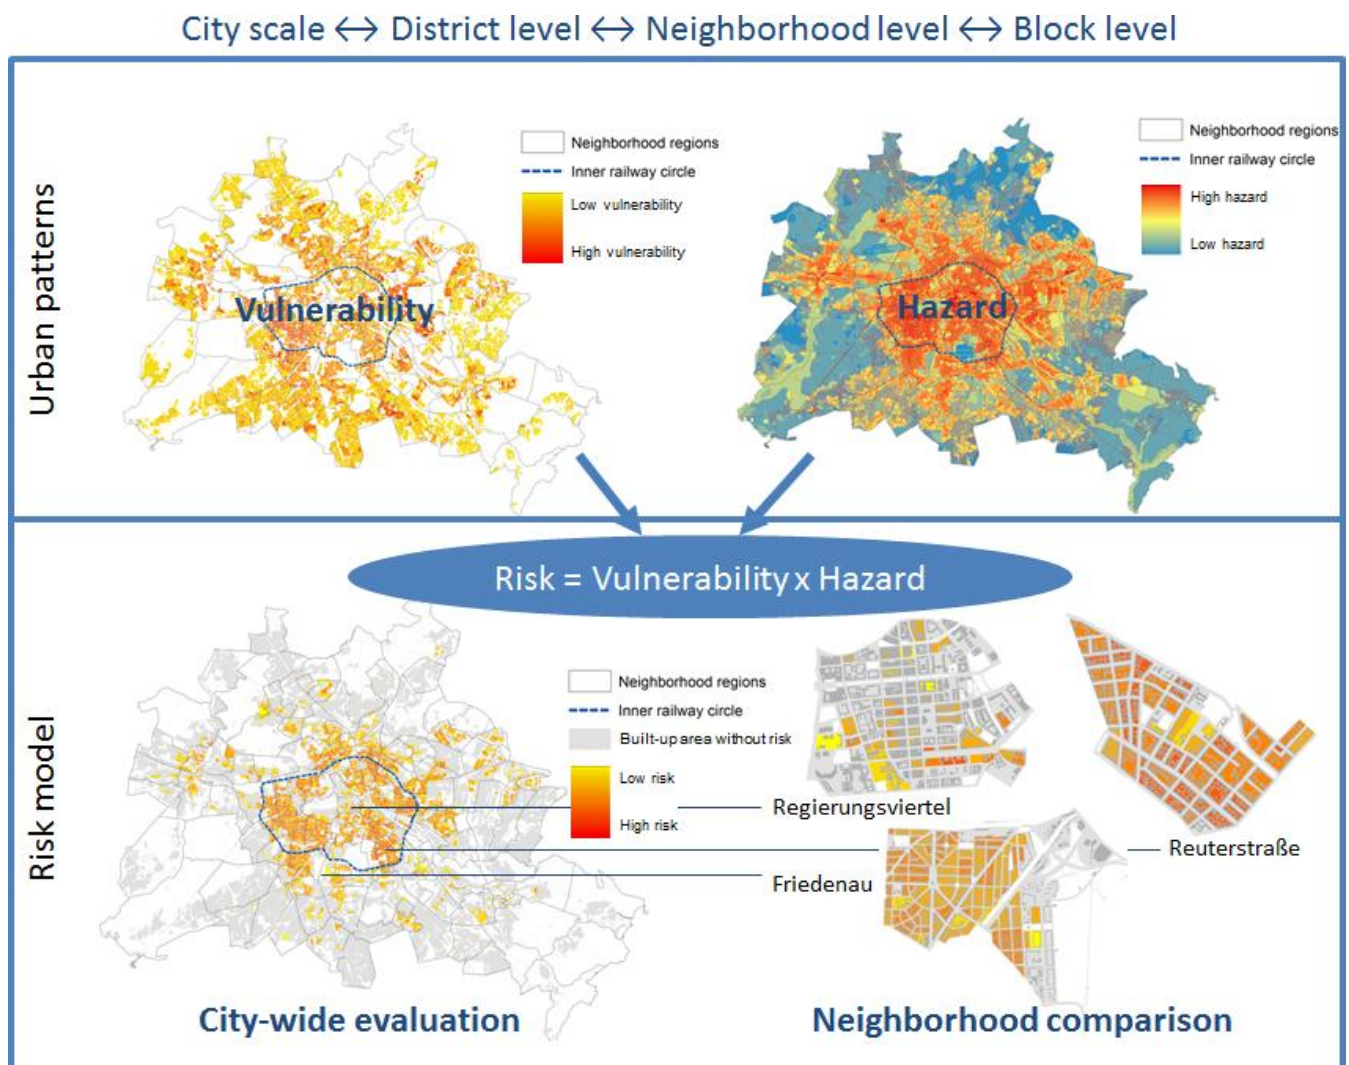 City scale ↔ District level ↔ Neighborhood level ↔ Block level
Urban patterns
Neighborhood regions
Inner railway circle
Low vulnerability
High vulnerability
Vulnerability
Neighborhood regions
Inner railway circle
High hazard
Low hazard
Hazard
Risk = Vulnerability x Hazard
Risk model
Neighborhood regions
Inner railway circle
Built-up area without risk
Low risk
High risk
Regierungsviertel
Reuterstraße
Friedenau
City-wide evaluation
Neighborhood comparison